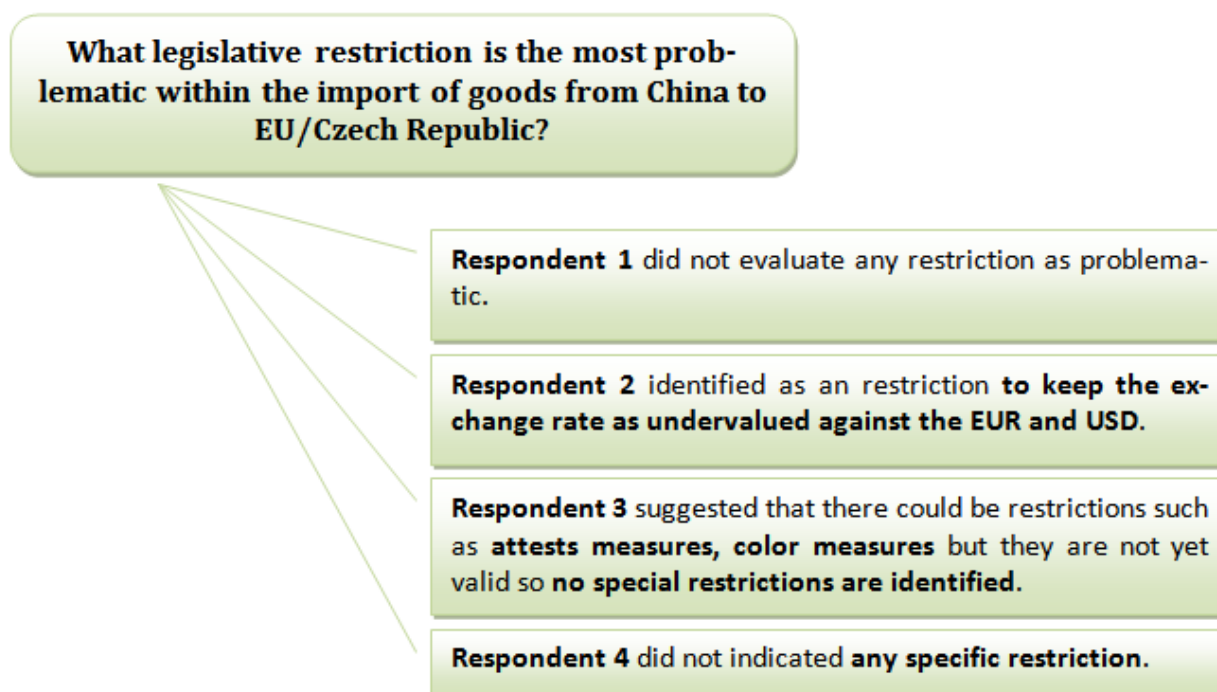 What legislative restriction is the most prob-
lematic within the import of goods from China to
EU/Czech Republic?
Respondent 1 did not evaluate any restriction as problema-
tic.
Respondent 2 identified as an restriction to keep the ex-
change rate as undervalued against the EUR and USD.
Respondent 3 suggested that there could be restrictions such
as attests measures, color measures but they are not yet
valid so no special restrictions are identified.
Respondent 4 did not indicated any specific restriction.